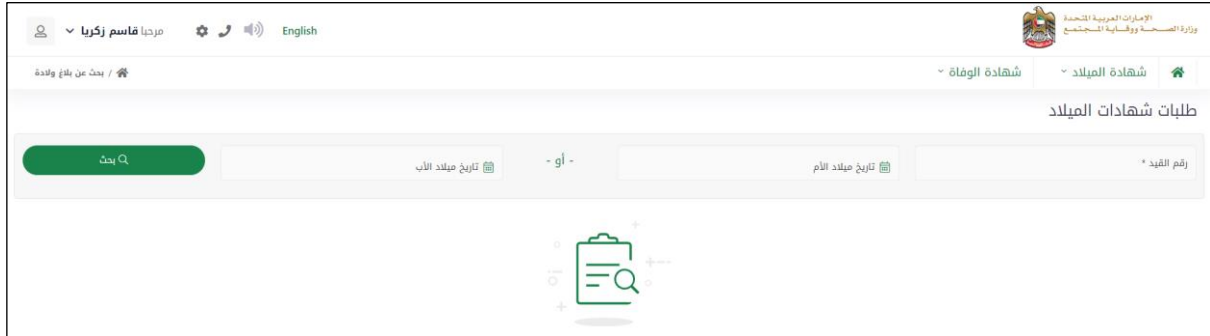 الإمارات العربية المتحدة
وزارة الصحة ووقاية المجتمع
English
مرحبا قاسم زكريا
شهادة الميلاد
شهادة الوفاة
/ بحث عن بلاغ ولادة
طلبات شهادات الميلاد
رقم القيد *
تاريخ ميلاد الأم
- أو -
تاريخ ميلاد الأب
بحث